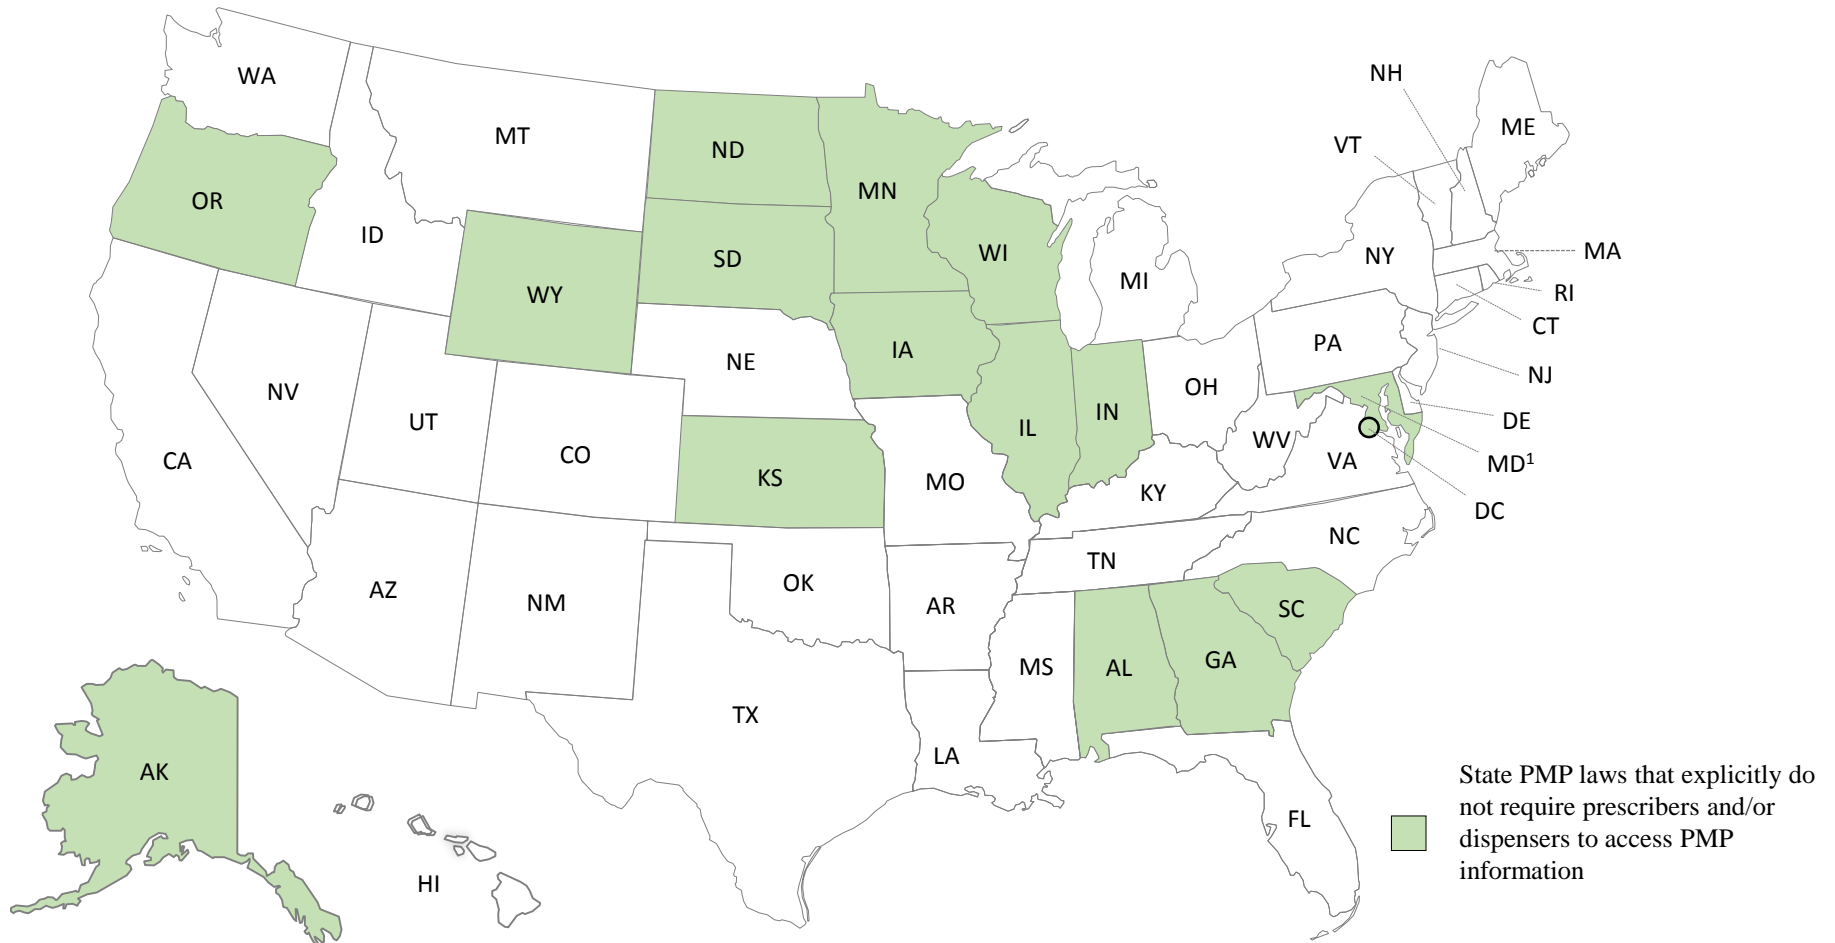 WA
MT
ND
MN
OR
ID
WY
SD
WI
MI
NY
NH
VT
ME
MA
RI
CT
NJ
DE
MD¹
DC
PA
OH
IN
IL
IA
NE
NV
UT
CO
CA
KS
MO
KY
WV
VA
NC
TN
SC
AZ
NM
OK
AR
MS
AL
GA
TX
LA
FL
AK
HI
State PMP laws that explicitly do
not require prescribers and/or
dispensers to access PMP
information